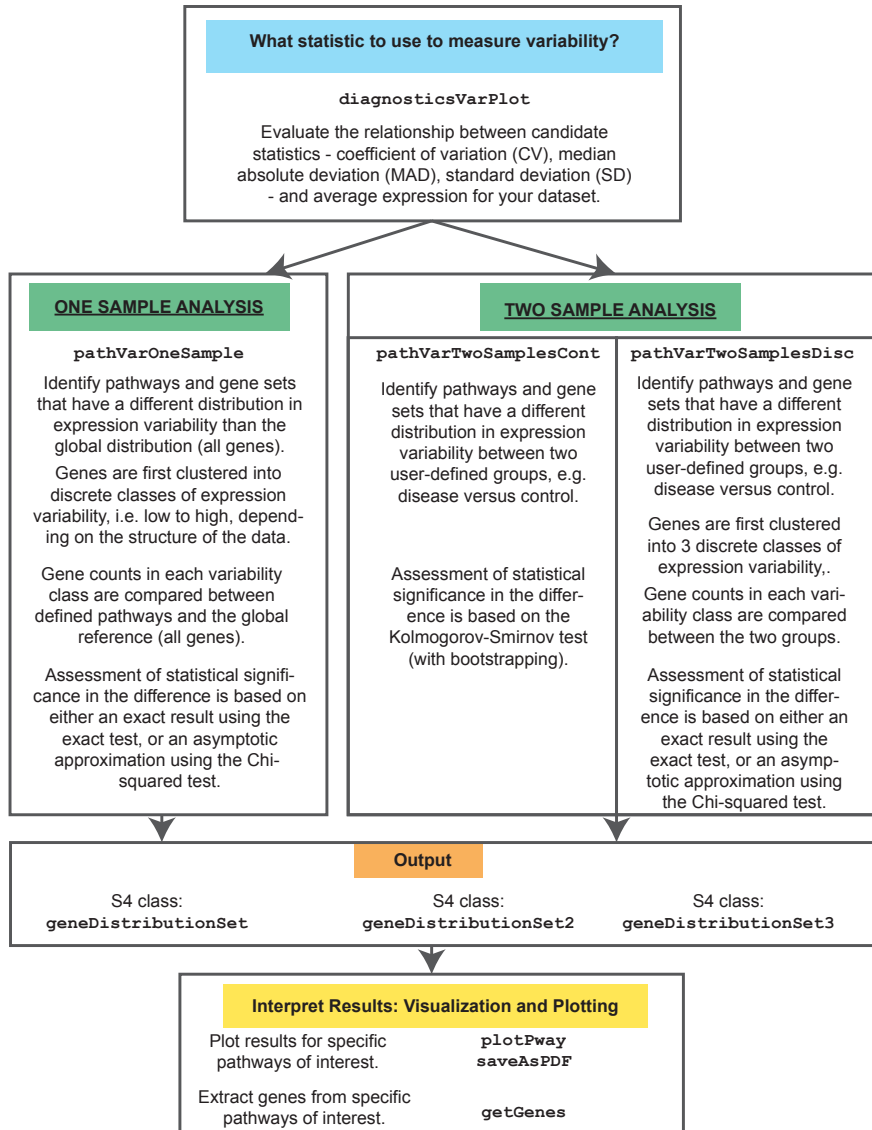 What statistic to use to measure variability?
diagnosticsVarPlot
Evaluate the relationship between candidate
statistics - coefficient of variation (CV), median
absolute deviation (MAD), standard deviation (SD)
- and average expression for your dataset.
ONE SAMPLE ANALYSIS
pathVarOneSample
Identify pathways and gene sets
that have a different distribution in
expression variability than the
global distribution (all genes).
Genes are first clustered into
discrete classes of expression
variability, i.e. low to high, depend-
ing on the structure of the data.
Gene counts in each variability
class are compared between
defined pathways and the global
reference (all genes).
Assessment of statistical signifi-
cance in the difference is based on
either an exact result using the
exact test, or an asymptotic
approximation using the Chi-
squared test.
TWO SAMPLE ANALYSIS
pathVarTwoSamplesCont
Identify pathways and gene
sets that have a different
distribution in expression
variability between two
user-defined groups, e.g.
disease versus control.
Assessment of statistical
significance in the differ-
ence is based on the
Kolmogorov-Smirnov test
(with bootstrapping).
pathVarTwoSamplesDisc
Identify pathways and gene
sets that have a different
distribution in expression
variability between two
user-defined groups, e.g.
disease versus control.
Genes are first clustered
into 3 discrete classes of
expression variability,.
Gene counts in each vari-
ability class are compared
between the two groups.
Assessment of statistical
significance in the differ-
ence is based on either an
exact result using the
exact test, or an asymp-
totic approximation using
the Chi-squared test.
Output
S4 class:
geneDistributionSet
S4 class:
geneDistributionSet2
S4 class:
geneDistributionSet3
Interpret Results: Visualization and Plotting
Plot results for specific
pathways of interest.
plotPway
saveAsPDF
Extract genes from specific
pathways of interest.
getGenes